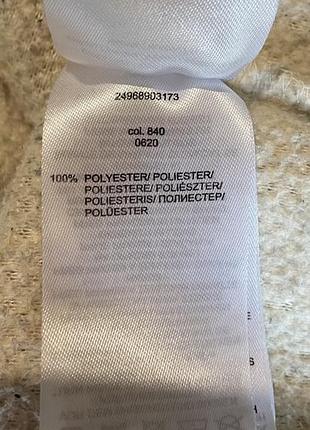 24968903173
col. 840
0620
100% POLYESTER/ POLIESTER/
POLIESTERE/ POLIÉSZTER/
POLIESTERIS/ ПОЛИЕСТЕР/
POLÜESTER